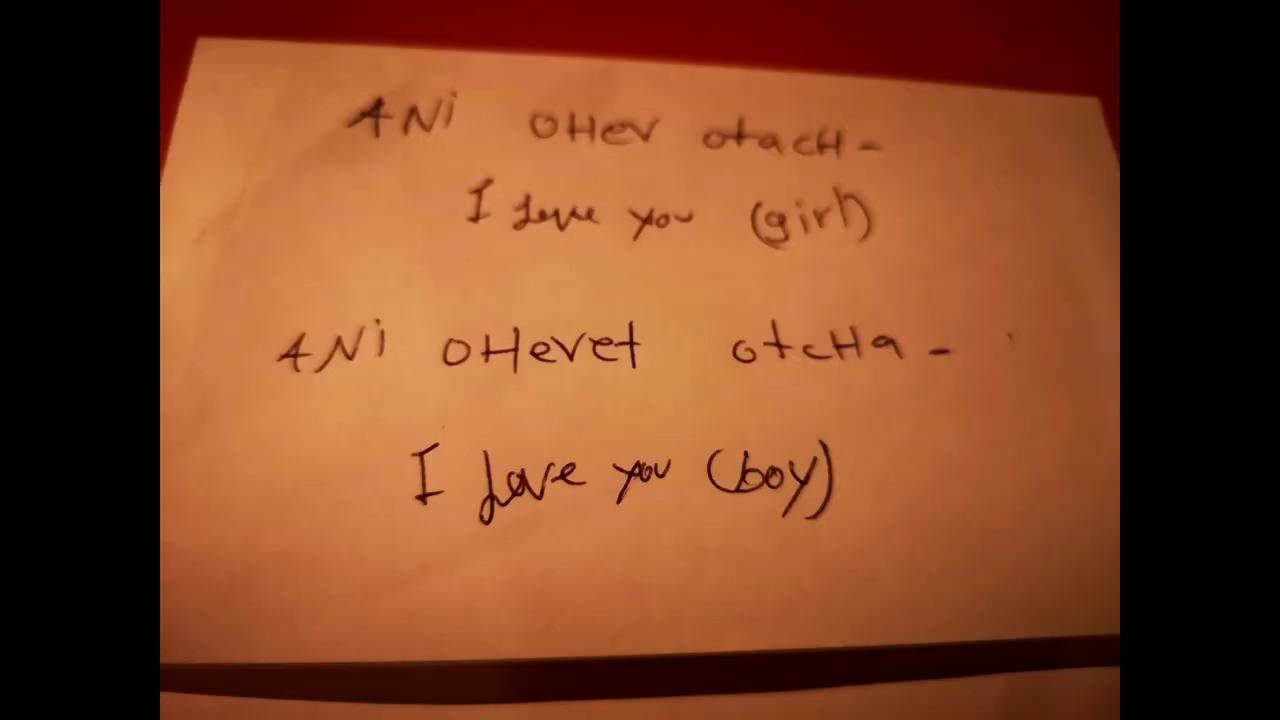 ANi OHev otacH -
I Love you (girl)
ANi OHevet otcHa -
I Love you (boy)